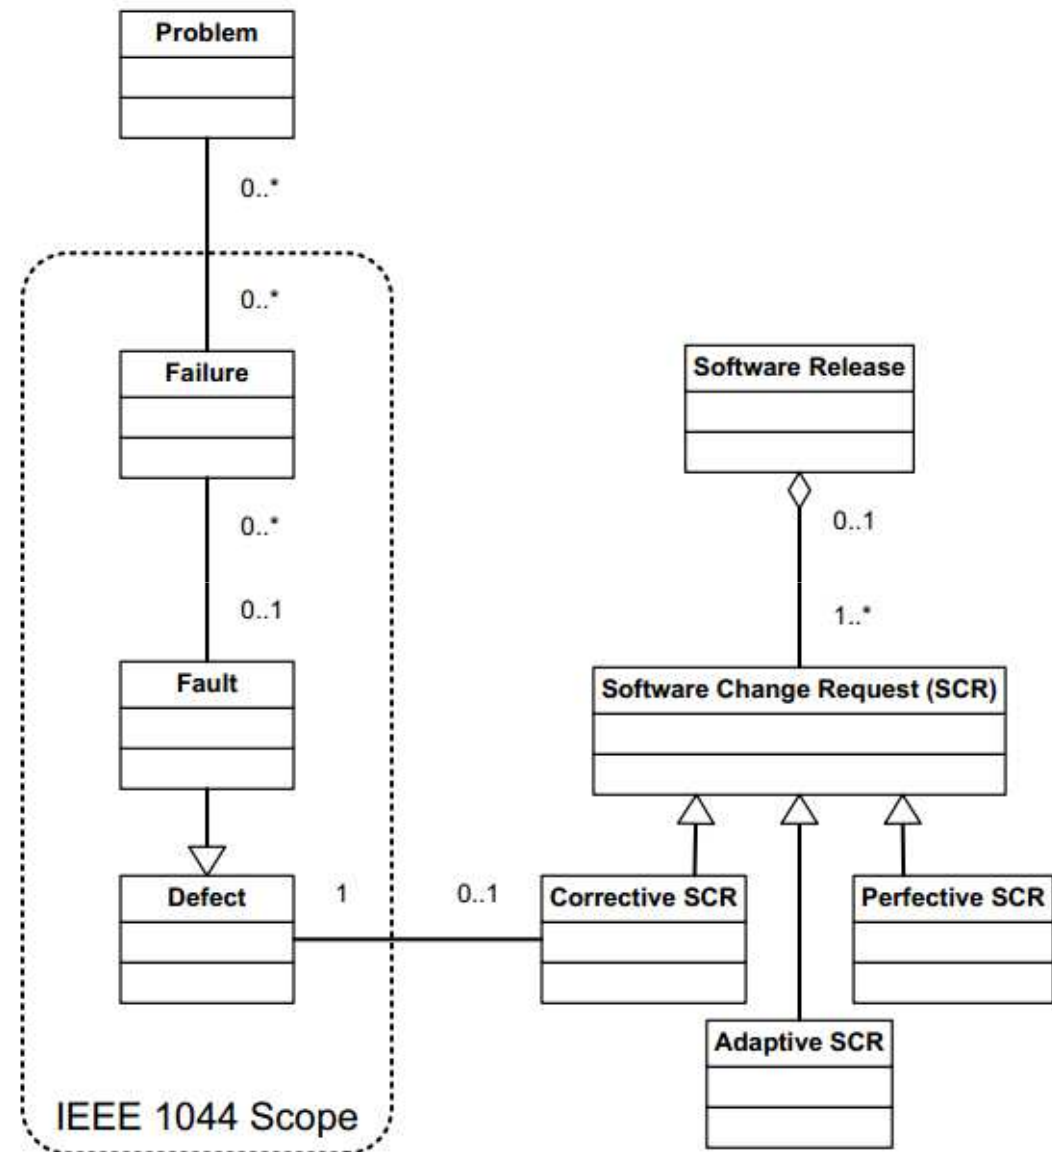 Problem
0..*
0..*
Failure
0..*
0..1
Fault
Defect
1
0..1
IEEE 1044 Scope
Software Release
0..1
1..*
Software Change Request (SCR)
Corrective SCR
Perfective SCR
Adaptive SCR